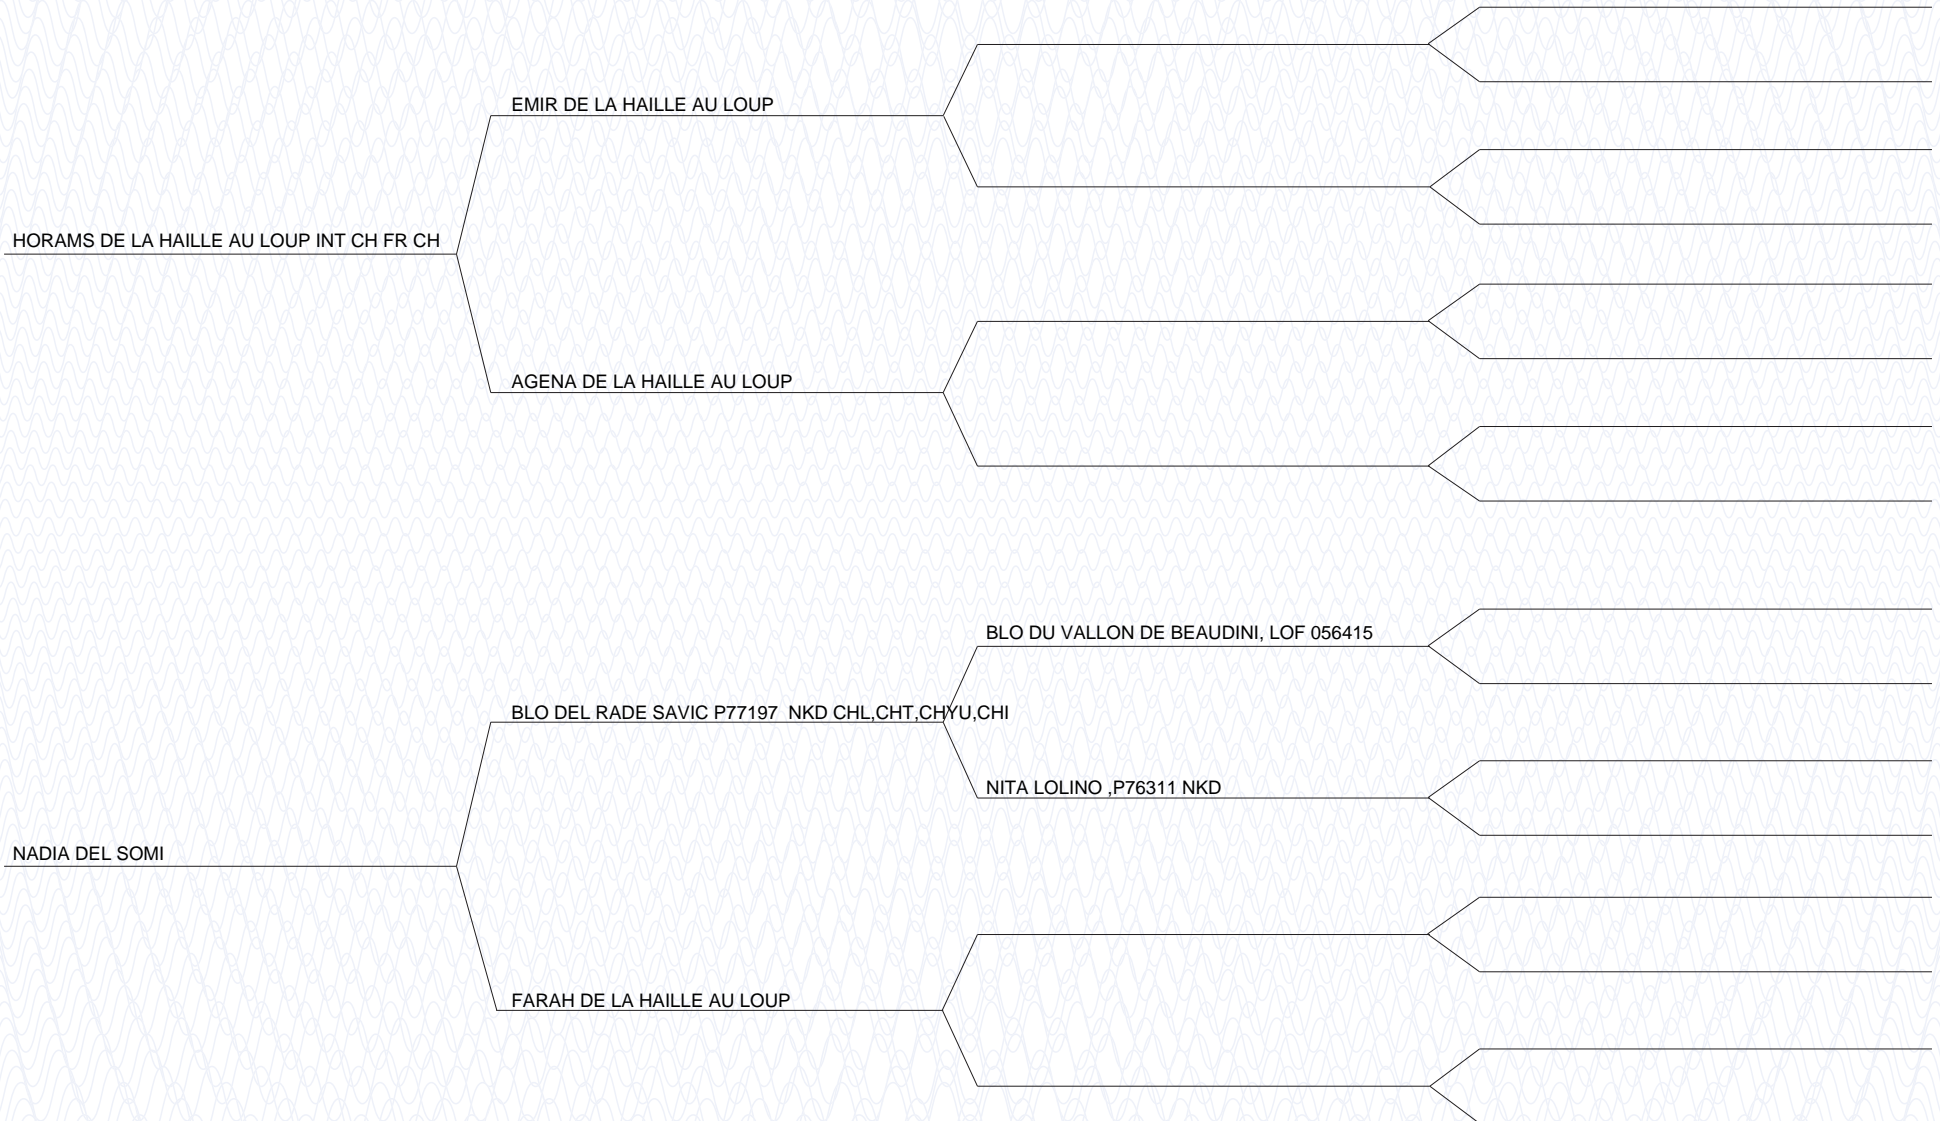 EMIR DE LA HAILLE AU LOUP
HORAMS DE LA HAILLE AU LOUP INT CH FR CH
AGENA DE LA HAILLE AU LOUP
BLO DU VALLON DE BEAUDINI, LOF 056415
BLO DEL RADE SAVIC P77197  NKD CHL,CHT,CHYU,CHI
NITA LOLINO ,P76311 NKD
NADIA DEL SOMI
FARAH DE LA HAILLE AU LOUP